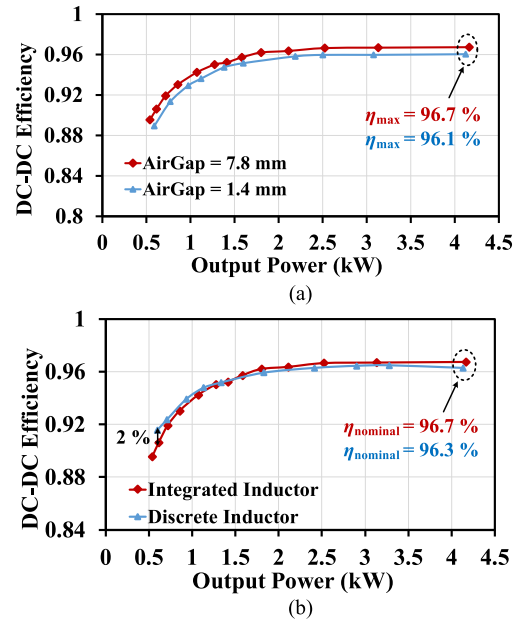 DC-DC Efficiency
1
0.96
0.92
0.88
0.84
0.8
ηmax = 96.7 %
ηmax = 96.1 %
AirGap = 7.8 mm
AirGap = 1.4 mm
0 0.5 1 1.5 2 2.5 3 3.5 4 4.5
Output Power (kW)
(a)
DC-DC Efficiency
1
0.96
0.92
0.88
0.84
2 %
ηnominal = 96.7 %
ηnominal = 96.3 %
Integrated Inductor
Discrete Inductor
0 0.5 1 1.5 2 2.5 3 3.5 4 4.5
Output Power (kW)
(b)